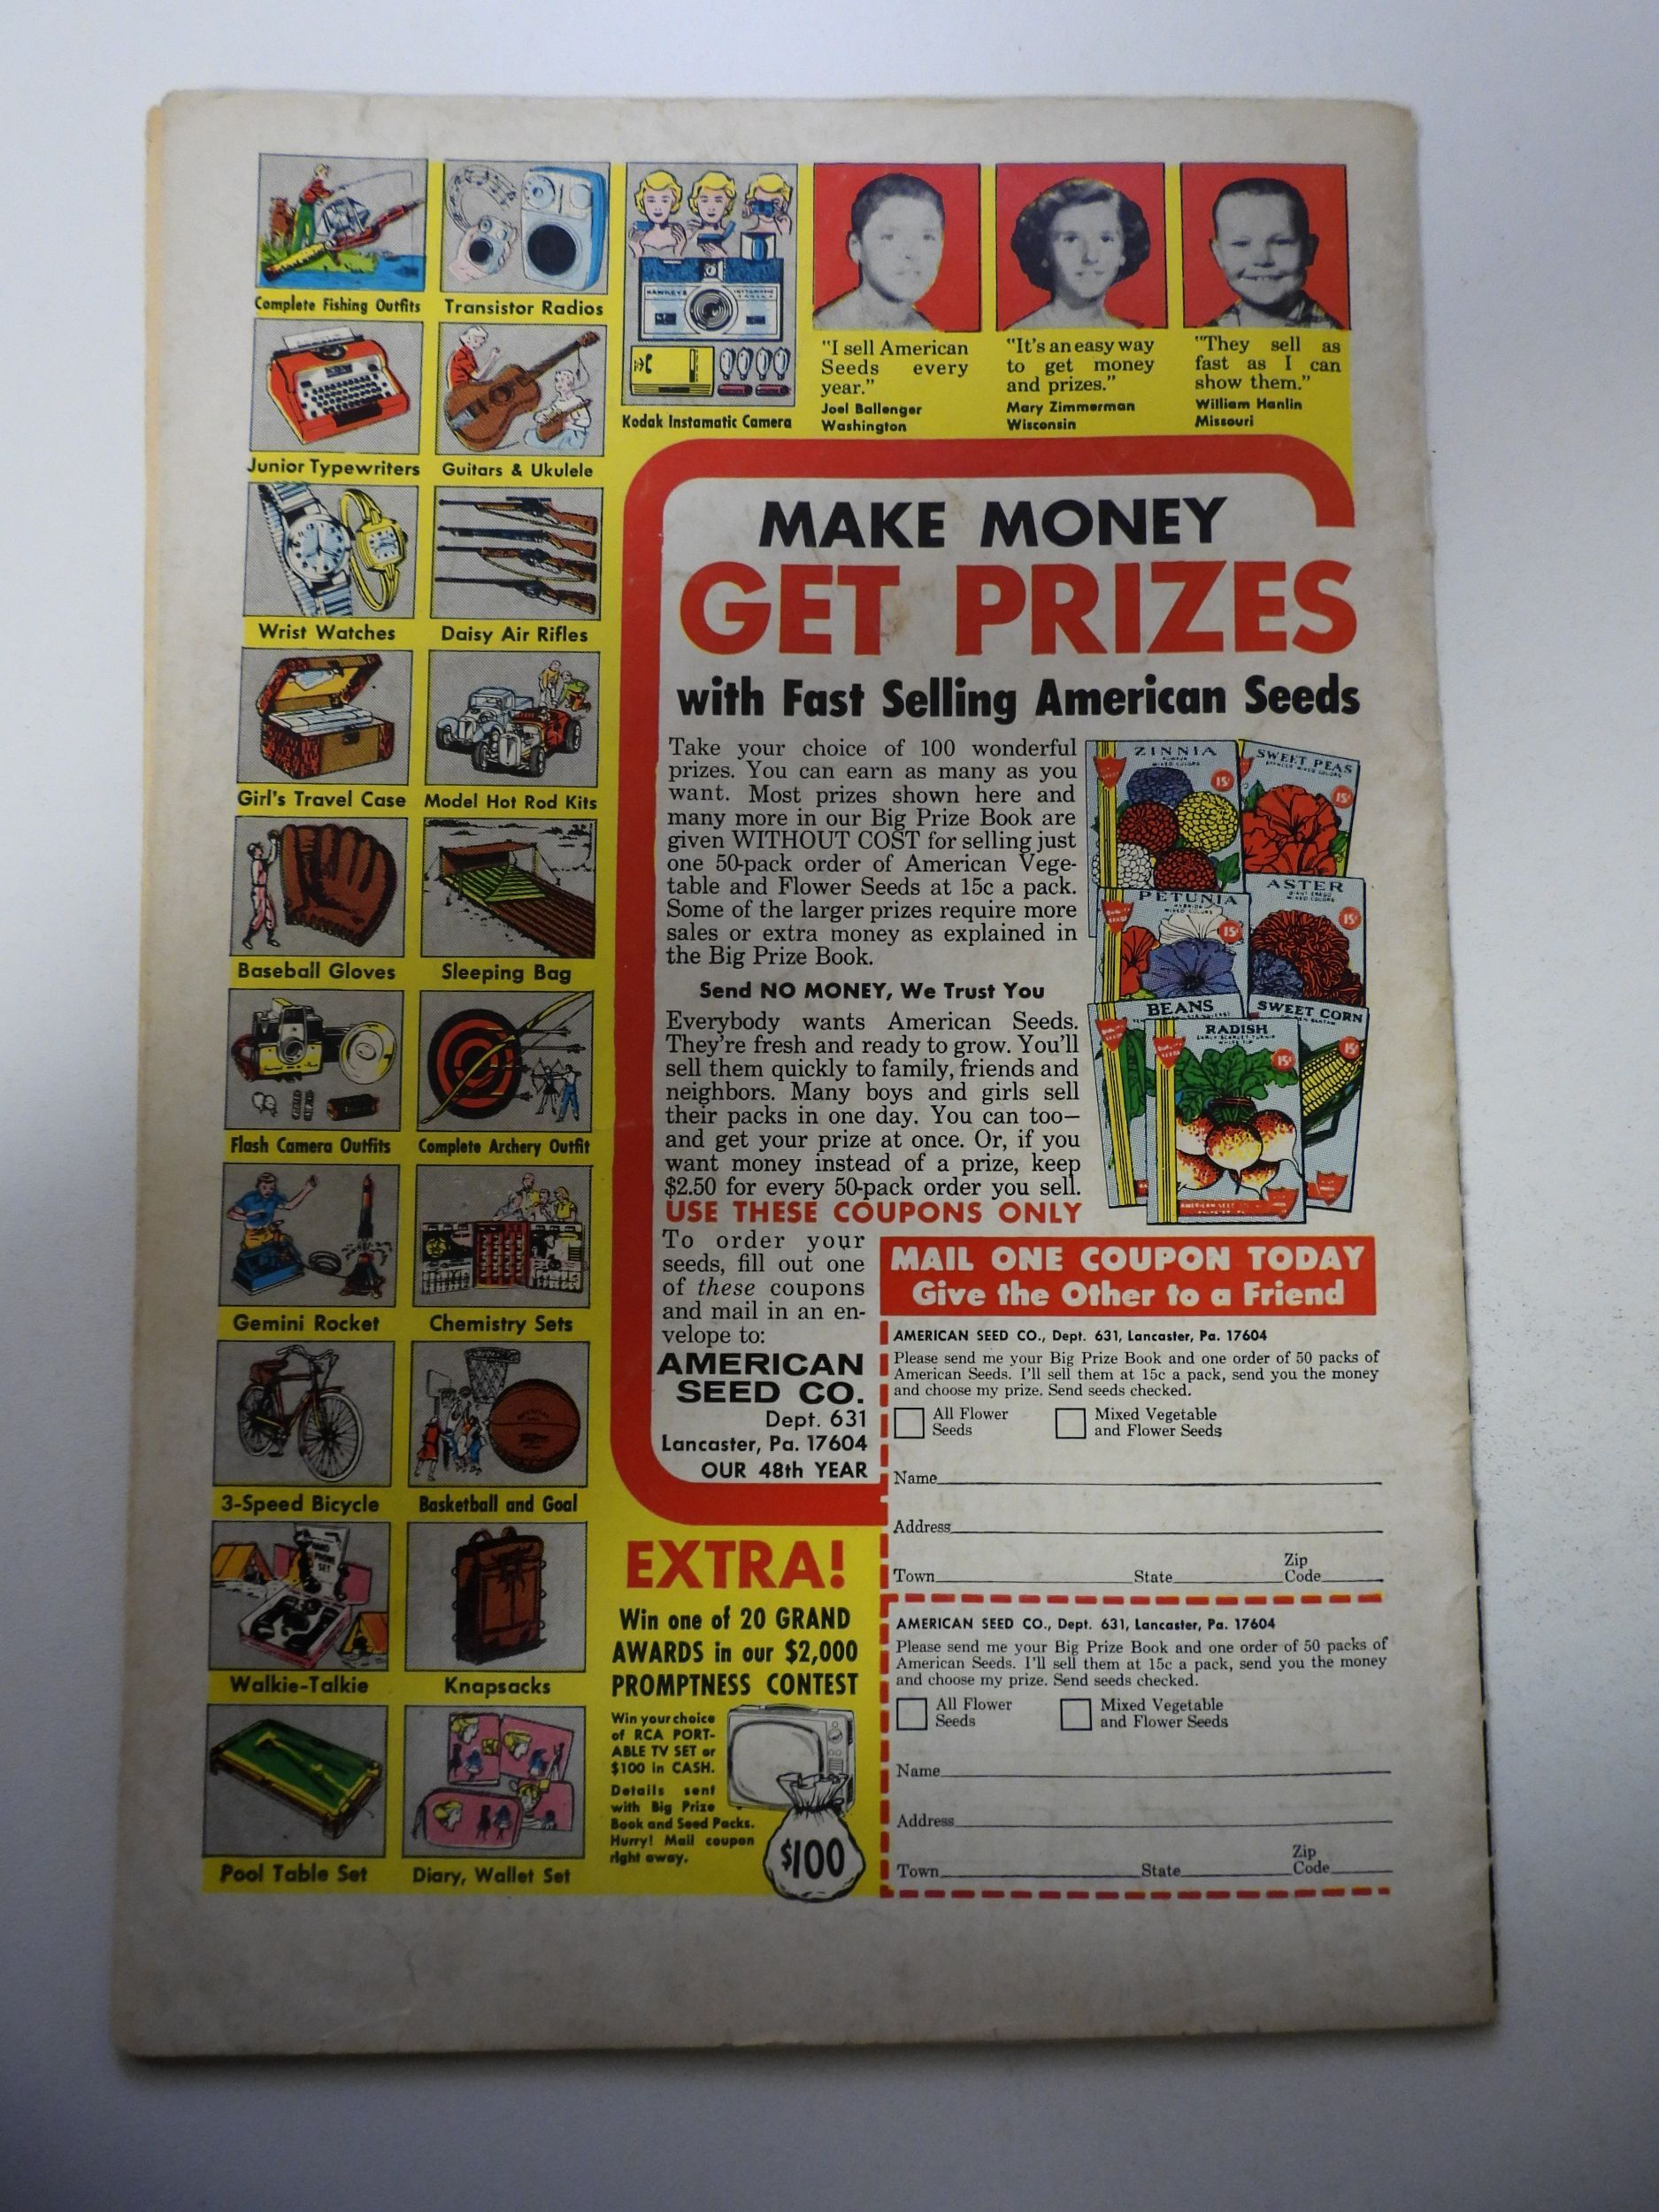 Complete Fishing Outfits
Transistor Radios
HAWKEYE INSTAMATIC
Kodak Instamatic Camera
Junior Typewriters
Guitars & Ukulele
Wrist Watches
Daisy Air Rifles
Girl's Travel Case
Model Hot Rod Kits
Baseball Gloves
Sleeping Bag
Flash Camera Outfits
Complete Archery Outfit
Gemini Rocket
Chemistry Sets
3-Speed Bicycle
Basketball and Goal
Walkie-Talkie
Knapsacks
Pool Table Set
Diary, Wallet Set
"I sell American
Seeds every
year."
Joel Ballenger
Washington
"It's an easy way
to get money
and prizes."
Mary Zimmerman
Wisconsin
"They sell as
fast as I can
show them."
William Hanlin
Missouri
MAKE MONEY
GET PRIZES
with Fast Selling American Seeds
Take your choice of 100 wonderful
prizes. You can earn as many as you
want. Most prizes shown here and
many more in our Big Prize Book are
given WITHOUT COST for selling just
one 50-pack order of American Vege-
table and Flower Seeds at 15c a pack.
Some of the larger prizes require more
sales or extra money as explained in
the Big Prize Book.
Send NO MONEY, We Trust You
Everybody wants American Seeds.
They're fresh and ready to grow. You'll
sell them quickly to family, friends and
neighbors. Many boys and girls sell
their packs in one day. You can too—
and get your prize at once. Or, if you
want money instead of a prize, keep
$2.50 for every 50-pack order you sell.
USE THESE COUPONS ONLY
To order your
seeds, fill out one
of these coupons
and mail in an en-
velope to:
AMERICAN
SEED CO.
Dept. 631
Lancaster, Pa. 17604
OUR 48th YEAR
ZINNIA
MIXED COLORS
15¢
SWEET PEAS
MIXED COLORS
15¢
PETUNIA
MIXED COLORS
15¢
ASTER
MIXED COLORS
15¢
BEANS
SWEET CORN
15¢
RADISH
15¢
MAIL ONE COUPON TODAY
Give the Other to a Friend
AMERICAN SEED CO., Dept. 631, Lancaster, Pa. 17604
Please send me your Big Prize Book and one order of 50 packs of
American Seeds. I'll sell them at 15c a pack, send you the money
and choose my prize. Send seeds checked.
All Flower
Seeds
Mixed Vegetable
and Flower Seeds
Name
Address
Town State Zip
Code
AMERICAN SEED CO., Dept. 631, Lancaster, Pa. 17604
Please send me your Big Prize Book and one order of 50 packs of
American Seeds. I'll sell them at 15c a pack, send you the money
and choose my prize. Send seeds checked.
All Flower
Seeds
Mixed Vegetable
and Flower Seeds
Name
Address
Town State Zip
Code
EXTRA!
Win one of 20 GRAND
AWARDS in our $2,000
PROMPTNESS CONTEST
Win your choice
of RCA PORT-
ABLE TV SET or
$100 in CASH.
Details sent
with Big Prize
Book and Seed Packs.
Hurry! Mail coupon
right away.
$100